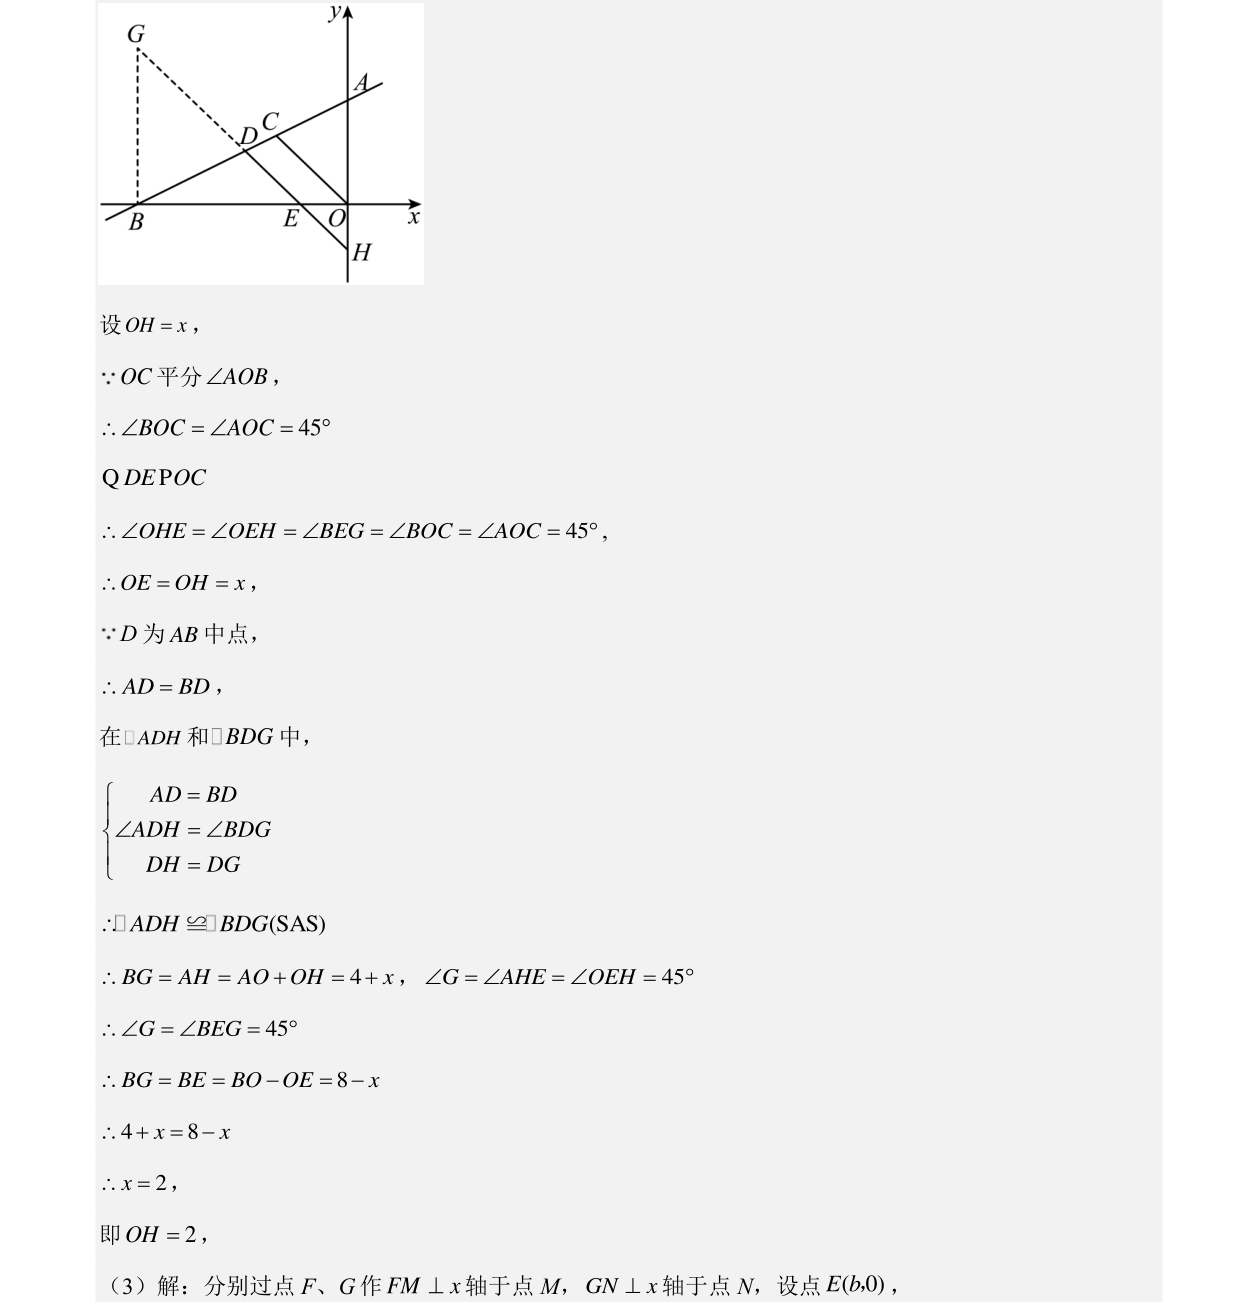 y
G
A
C
D
B
E
O
x
H
设OH=x，
∵OC平分∠AOB，
∴∠BOC=∠AOC=45°
Q DEPOC
∴∠OHE=∠OEH=∠BEG=∠BOC=∠AOC=45°，
∴OE=OH=x，
∵D为AB中点，
∴AD=BD，
在□ADH和□BDG中，
AD=BD
∠ADH=∠BDG
DH=DG
∴□ADH≌□BDG(SAS)
∴BG=AH=AO+OH=4+x，∠G=∠AHE=∠OEH=45°
∴∠G=∠BEG=45°
∴BG=BE=BO−OE=8−x
∴4+x=8−x
∴x=2，
即OH=2，
（3）解：分别过点F、G作FM⊥x轴于点M，GN⊥x轴于点N，设点E(b,0)，